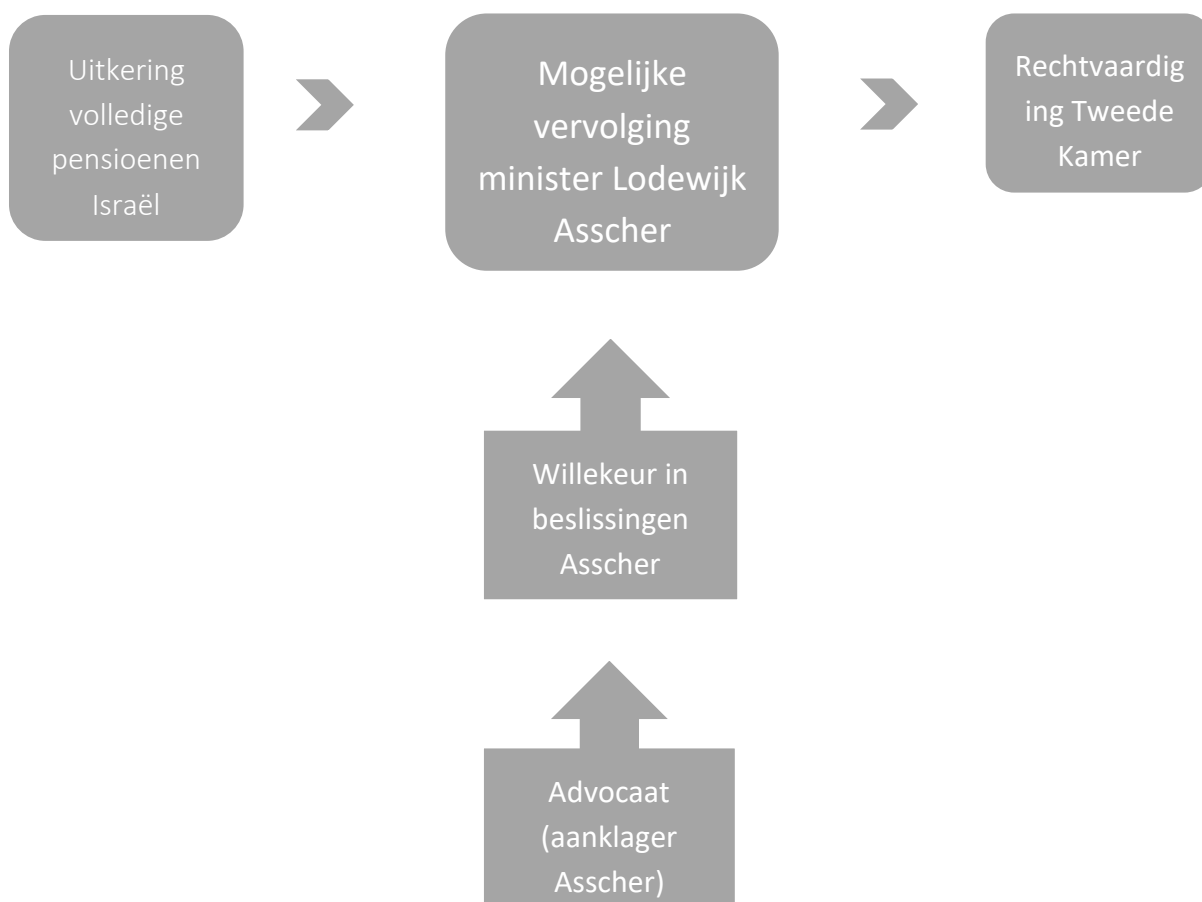 Uitkering
volledige
pensioenen
Israël
Mogelijke
vervolging
minister Lodewijk
Asscher
Rechtvaardig
ing Tweede
Kamer
Willekeur in
beslissingen
Asscher
Advocaat
(aanklager
Asscher)